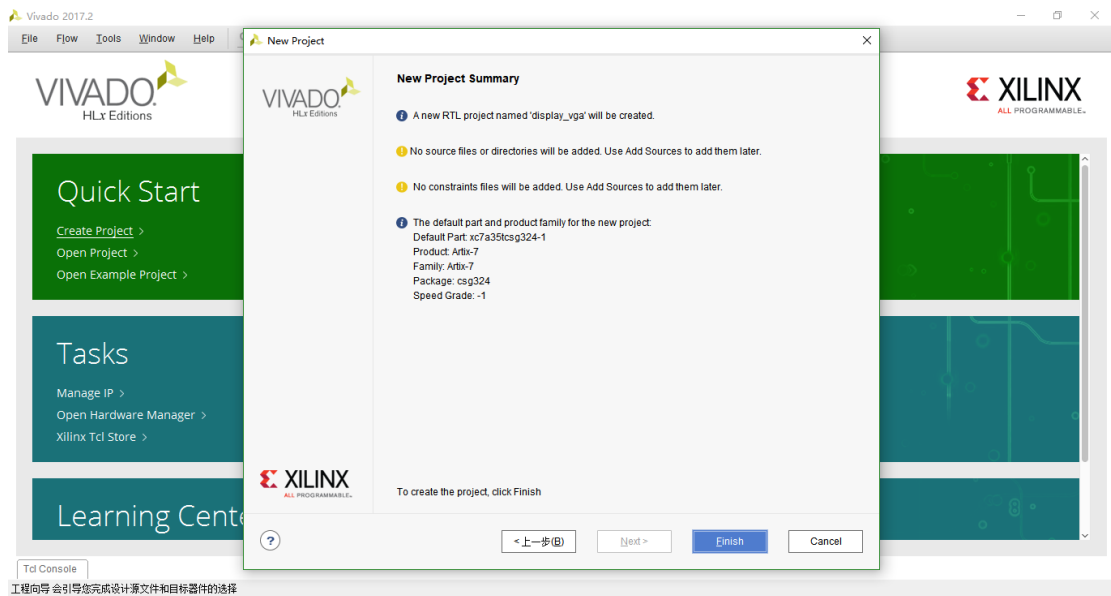 Vivado 2017.2
File Flow Tools Window Help
New Project
VIVADO.
HLx Editions
XILINX
ALL PROGRAMMABLE.
VIVADO.
HLx Editions
New Project Summary
A new RTL project named 'display_vga' will be created.
No source files or directories will be added. Use Add Sources to add them later.
No constraints files will be added. Use Add Sources to add them later.
The default part and product family for the new project:
Default Part: xc7a35tcsg324-1
Product: Artix-7
Family: Artix-7
Package: csg324
Speed Grade: -1
Quick Start
Create Project >
Open Project >
Open Example Project >
Tasks
Manage IP >
Open Hardware Manager >
Xilinx Tcl Store >
XILINX
ALL PROGRAMMABLE.
To create the project, click Finish
Learning Cente
?
< 上一步(B) Next > Finish Cancel
Tcl Console
工程向导 会引导您完成设计源文件和目标器件的选择